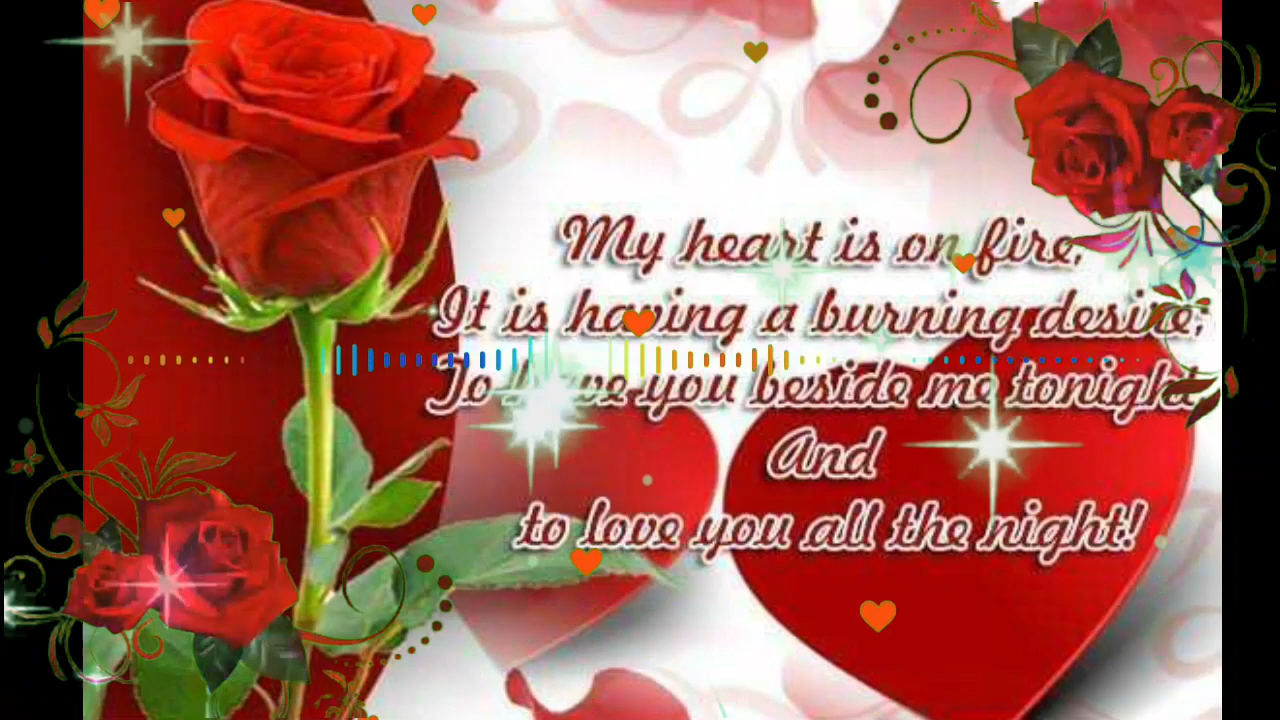 My heart is on fire,
It is having a burning desire,
To have you beside me tonight
And
to love you all the night!